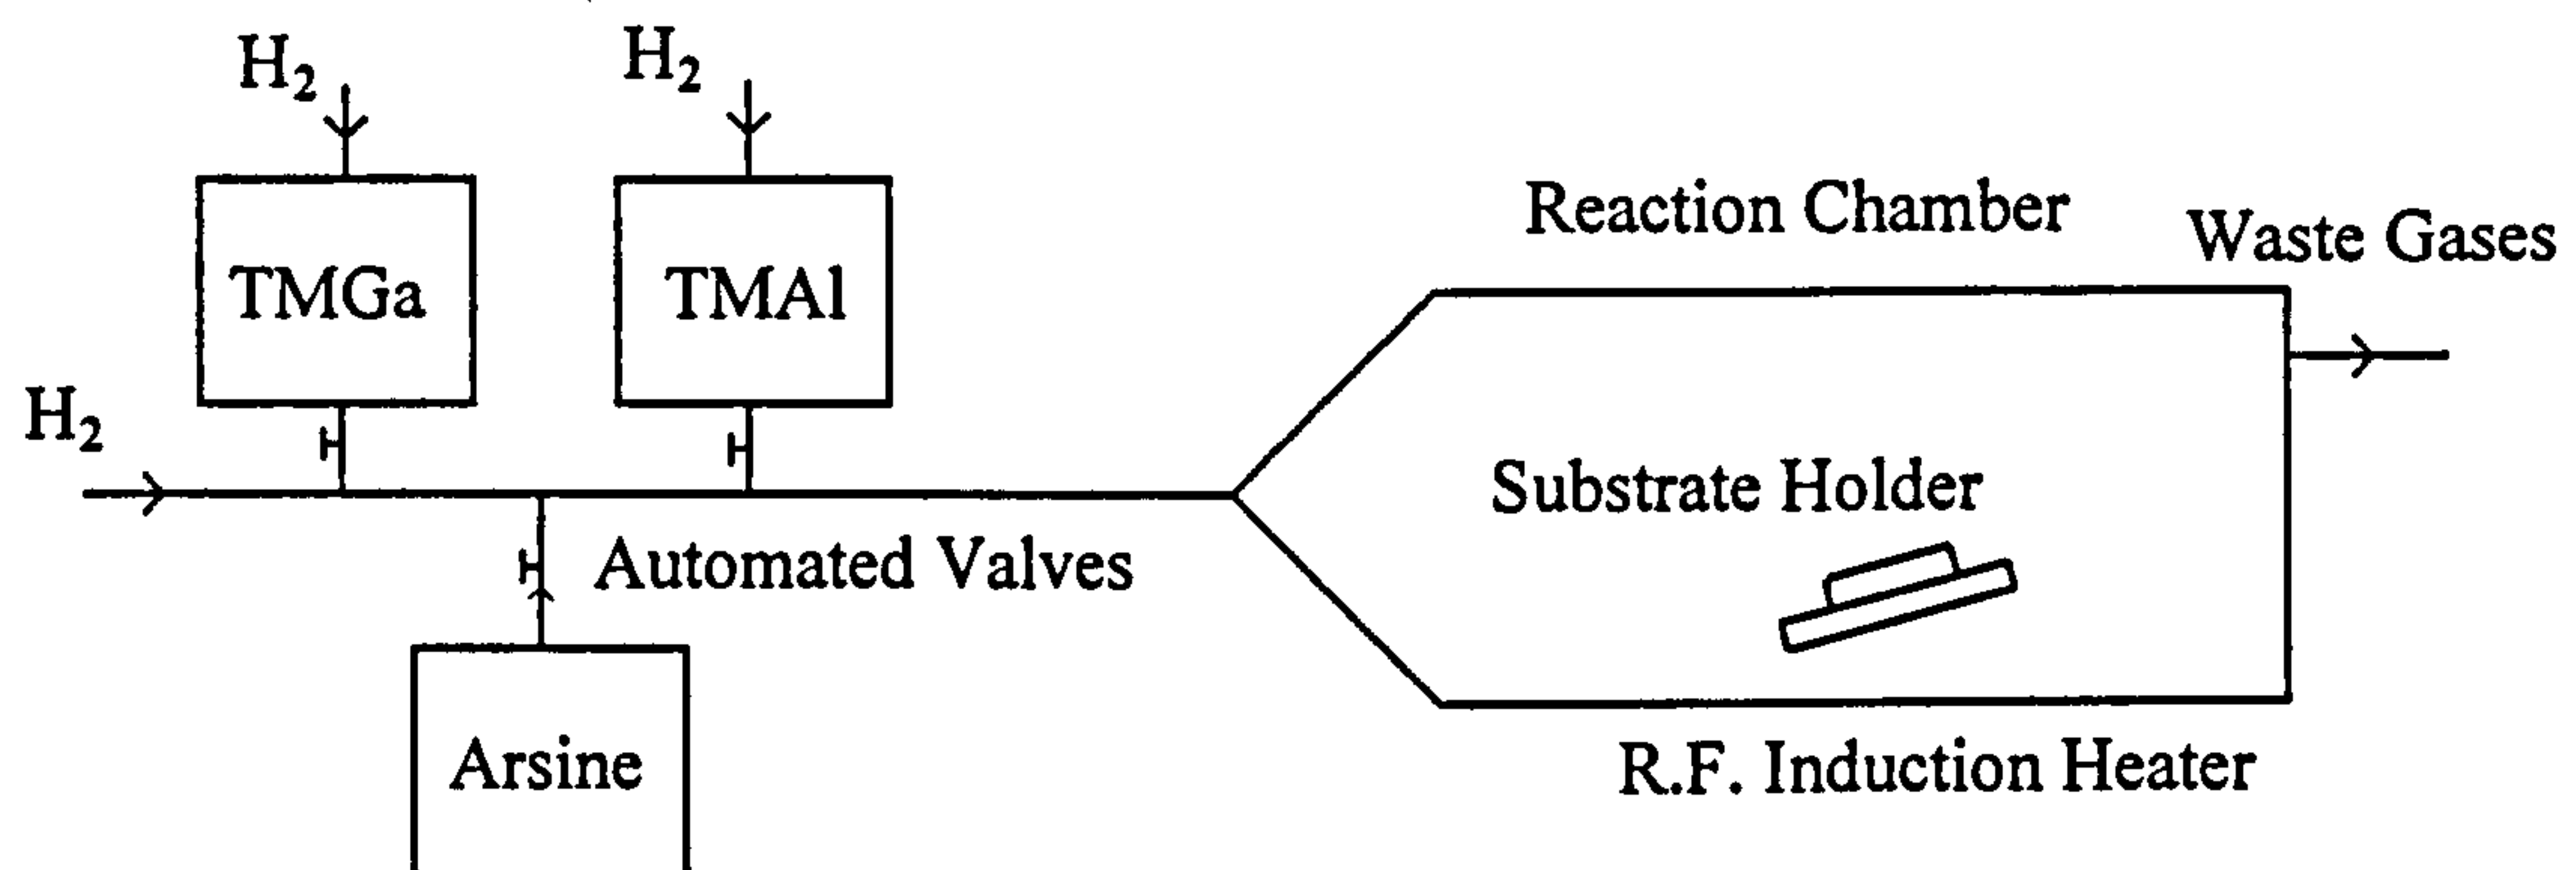 H₂
H₂
TMGa
TMAl
Reaction Chamber
Waste Gases
H₂
Substrate Holder
Automated Valves
Arsine
R.F. Induction Heater